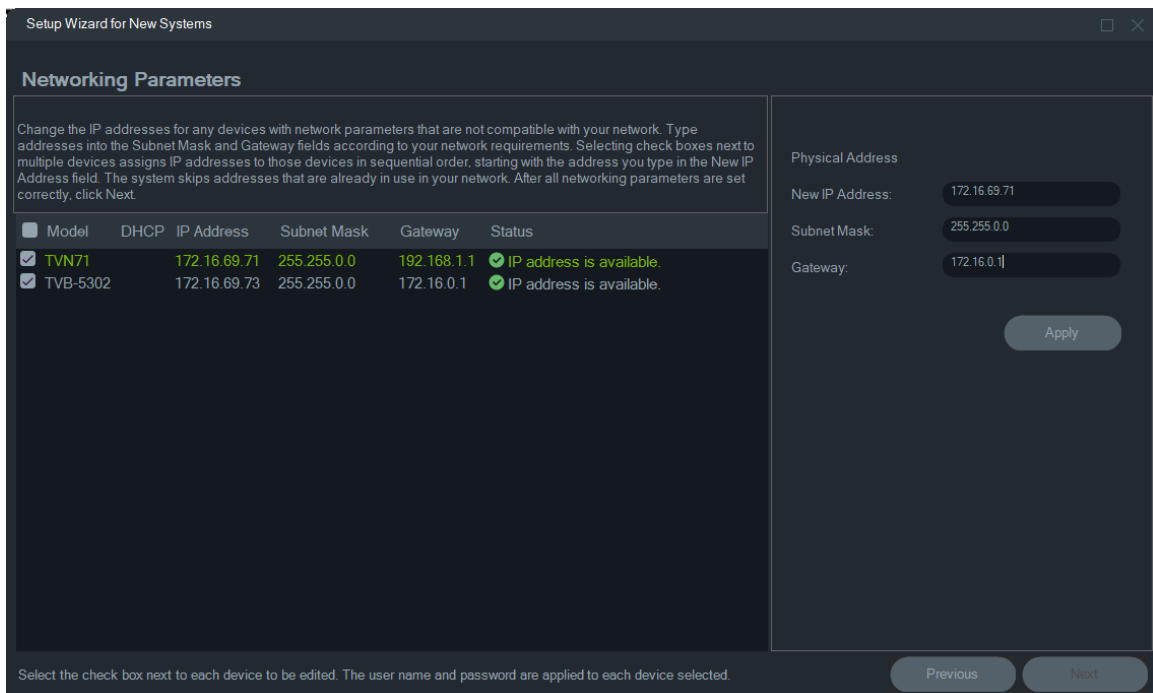 Setup Wizard for New Systems
Networking Parameters
Change the IP addresses for any devices with network parameters that are not compatible with your network. Type
addresses into the Subnet Mask and Gateway fields according to your network requirements. Selecting check boxes next to
multiple devices assigns IP addresses to those devices in sequential order, starting with the address you type in the New IP
Address field. The system skips addresses that are already in use in your network. After all networking parameters are set
correctly, click Next.
Model DHCP IP Address Subnet Mask Gateway Status
TVN71 172.16.69.71 255.255.0.0 192.168.1.1 IP address is available.
TVB-5302 172.16.69.73 255.255.0.0 172.16.0.1 IP address is available.
Physical Address
New IP Address: 172.16.69.71
Subnet Mask: 255.255.0.0
Gateway: 172.16.0.1
Apply
Select the check box next to each device to be edited. The user name and password are applied to each device selected.
Previous Next